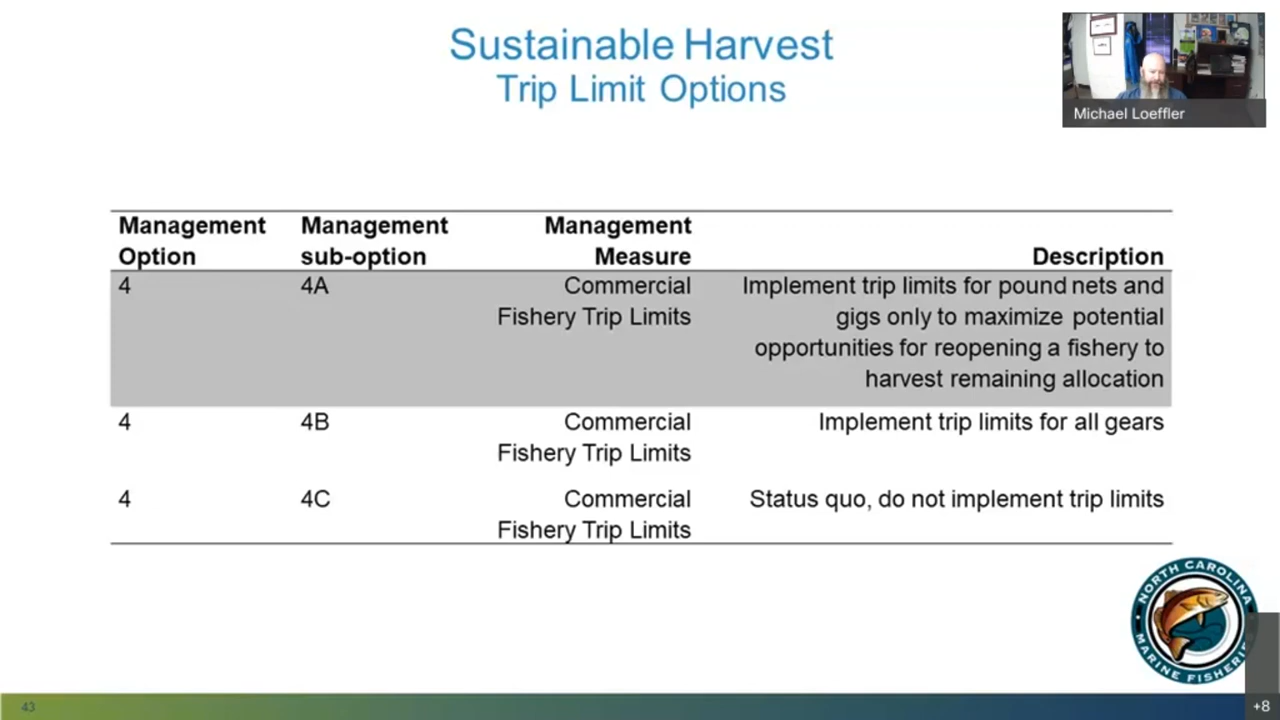 Sustainable Harvest
Trip Limit Options
Michael Loeffler
Management Option
Management sub-option
Management Measure
Description
4
4A
Commercial
Fishery Trip Limits
Implement trip limits for pound nets and
gigs only to maximize potential
opportunities for reopening a fishery to
harvest remaining allocation
4
4B
Commercial
Fishery Trip Limits
Implement trip limits for all gears
4
4C
Commercial
Fishery Trip Limits
Status quo, do not implement trip limits
NORTH CAROLINA
MARINE FISHERIES
43
+8